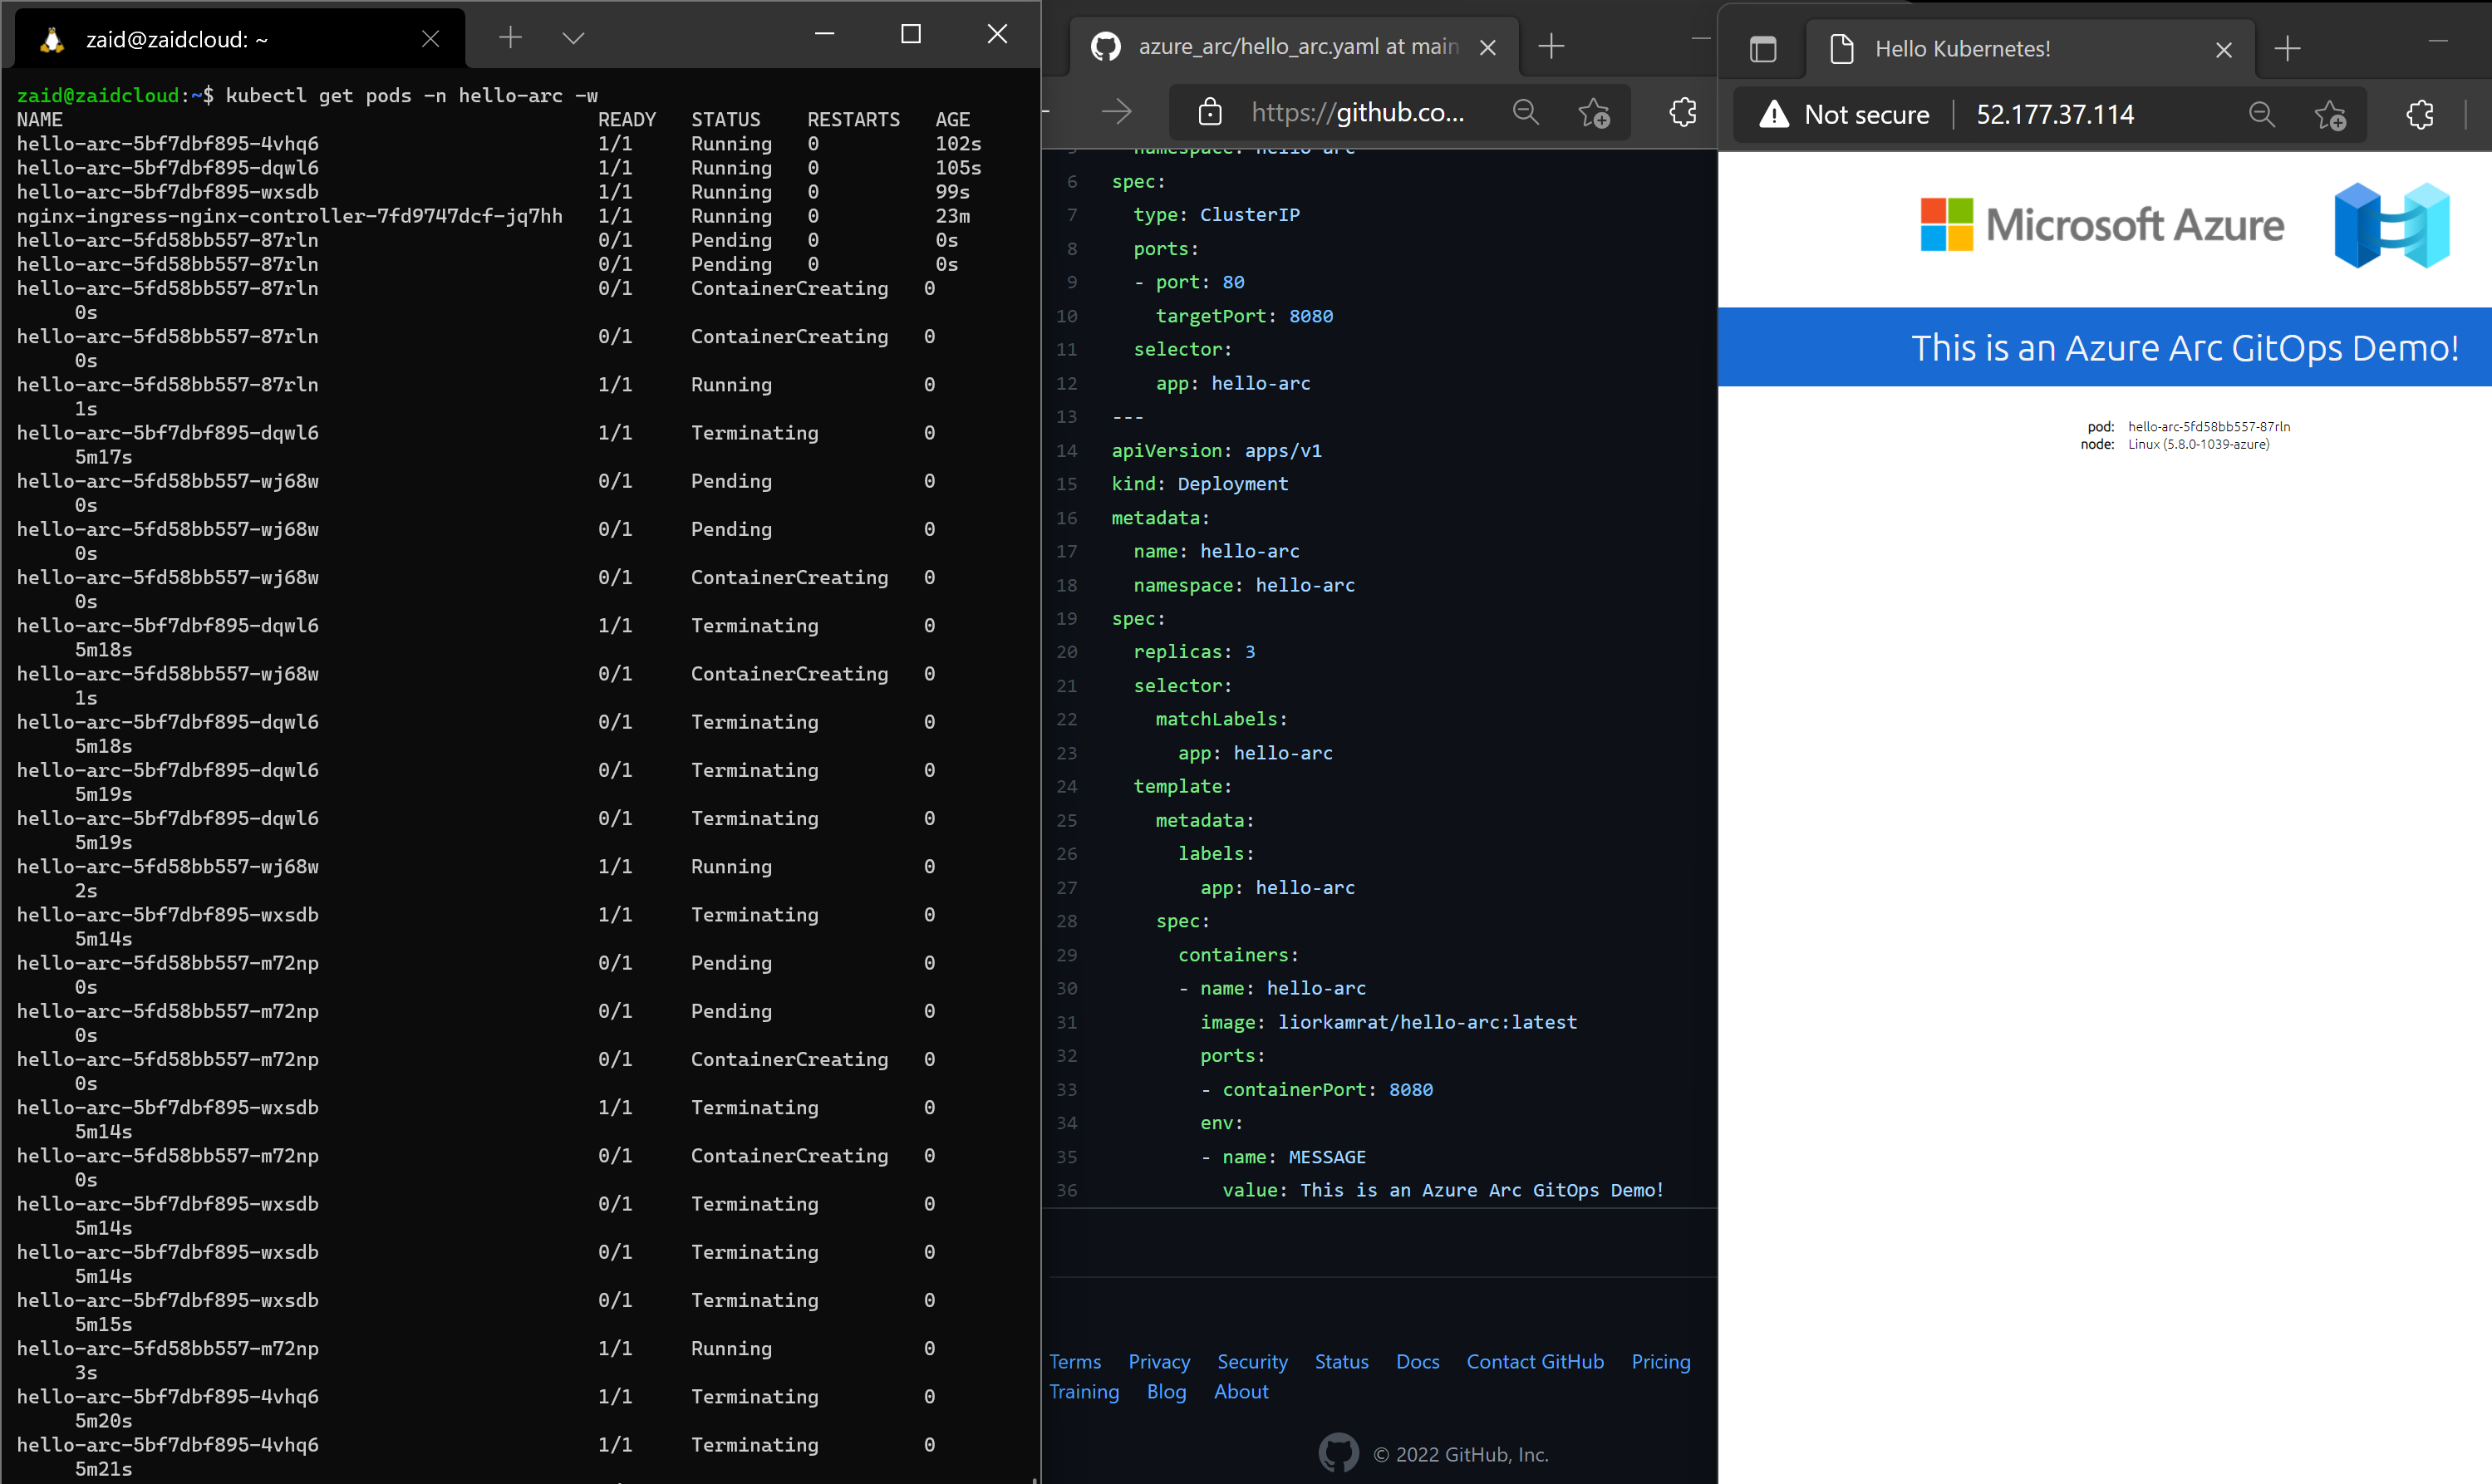 zaid@zaidcloud: ~
zaid@zaidcloud:~$ kubectl get pods -n hello-arc -w
NAME READY STATUS RESTARTS AGE
hello-arc-5bf7dbf895-4vhq6 1/1 Running 0 102s
hello-arc-5bf7dbf895-dqwl6 1/1 Running 0 105s
hello-arc-5bf7dbf895-wxsdb 1/1 Running 0 99s
nginx-ingress-nginx-controller-7fd9747dcf-jq7hh 1/1 Running 0 23m
hello-arc-5fd58bb557-87rln 0/1 Pending 0 0s
hello-arc-5fd58bb557-87rln 0/1 Pending 0 0s
hello-arc-5fd58bb557-87rln 0/1 ContainerCreating 0
0s
hello-arc-5fd58bb557-87rln 0/1 ContainerCreating 0
0s
hello-arc-5fd58bb557-87rln 1/1 Running 0
1s
hello-arc-5bf7dbf895-dqwl6 1/1 Terminating 0
5m17s
hello-arc-5fd58bb557-wj68w 0/1 Pending 0
0s
hello-arc-5fd58bb557-wj68w 0/1 Pending 0
0s
hello-arc-5fd58bb557-wj68w 0/1 ContainerCreating 0
0s
hello-arc-5bf7dbf895-dqwl6 1/1 Terminating 0
5m18s
hello-arc-5fd58bb557-wj68w 0/1 ContainerCreating 0
1s
hello-arc-5bf7dbf895-dqwl6 0/1 Terminating 0
5m18s
hello-arc-5bf7dbf895-dqwl6 0/1 Terminating 0
5m19s
hello-arc-5bf7dbf895-dqwl6 0/1 Terminating 0
5m19s
hello-arc-5fd58bb557-wj68w 1/1 Running 0
2s
hello-arc-5bf7dbf895-wxsdb 1/1 Terminating 0
5m14s
hello-arc-5fd58bb557-m72np 0/1 Pending 0
0s
hello-arc-5fd58bb557-m72np 0/1 Pending 0
0s
hello-arc-5fd58bb557-m72np 0/1 ContainerCreating 0
0s
hello-arc-5bf7dbf895-wxsdb 1/1 Terminating 0
5m14s
hello-arc-5fd58bb557-m72np 0/1 ContainerCreating 0
0s
hello-arc-5bf7dbf895-wxsdb 0/1 Terminating 0
5m14s
hello-arc-5bf7dbf895-wxsdb 0/1 Terminating 0
5m14s
hello-arc-5bf7dbf895-wxsdb 0/1 Terminating 0
5m15s
hello-arc-5fd58bb557-m72np 1/1 Running 0
3s
hello-arc-5bf7dbf895-4vhq6 1/1 Terminating 0
5m20s
hello-arc-5bf7dbf895-4vhq6 1/1 Terminating 0
5m21s
azure_arc/hello_arc.yaml at main
https://github.co...
5 namespace: hello-arc
6 spec:
7 type: ClusterIP
8 ports:
9 - port: 80
10 targetPort: 8080
11 selector:
12 app: hello-arc
13 ---
14 apiVersion: apps/v1
15 kind: Deployment
16 metadata:
17 name: hello-arc
18 namespace: hello-arc
19 spec:
20 replicas: 3
21 selector:
22 matchLabels:
23 app: hello-arc
24 template:
25 metadata:
26 labels:
27 app: hello-arc
28 spec:
29 containers:
30 - name: hello-arc
31 image: liorkamrat/hello-arc:latest
32 ports:
33 - containerPort: 8080
34 env:
35 - name: MESSAGE
36 value: This is an Azure Arc GitOps Demo!
Terms Privacy Security Status Docs Contact GitHub Pricing
Training Blog About
© 2022 GitHub, Inc.
Hello Kubernetes!
Not secure 52.177.37.114
Microsoft Azure
This is an Azure Arc GitOps Demo!
pod: hello-arc-5fd58bb557-87rln
node: Linux (5.8.0-1039-azure)